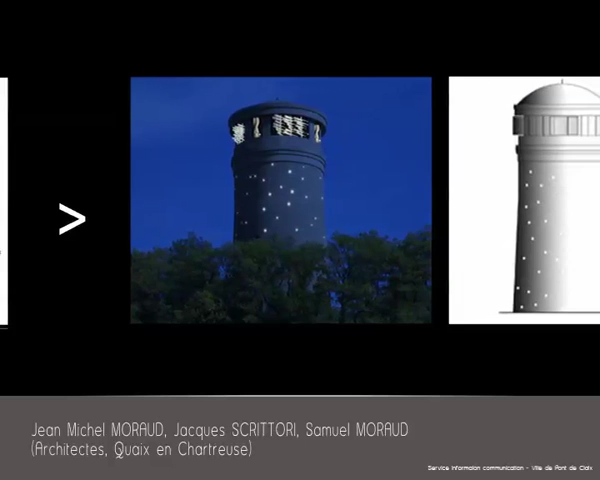 >
Jean Michel MORAUD, Jacques SCRITTORI, Samuel MORAUD
(Architectes, Quaix en Chartreuse)
Service information communication - Ville de Pont de Claix